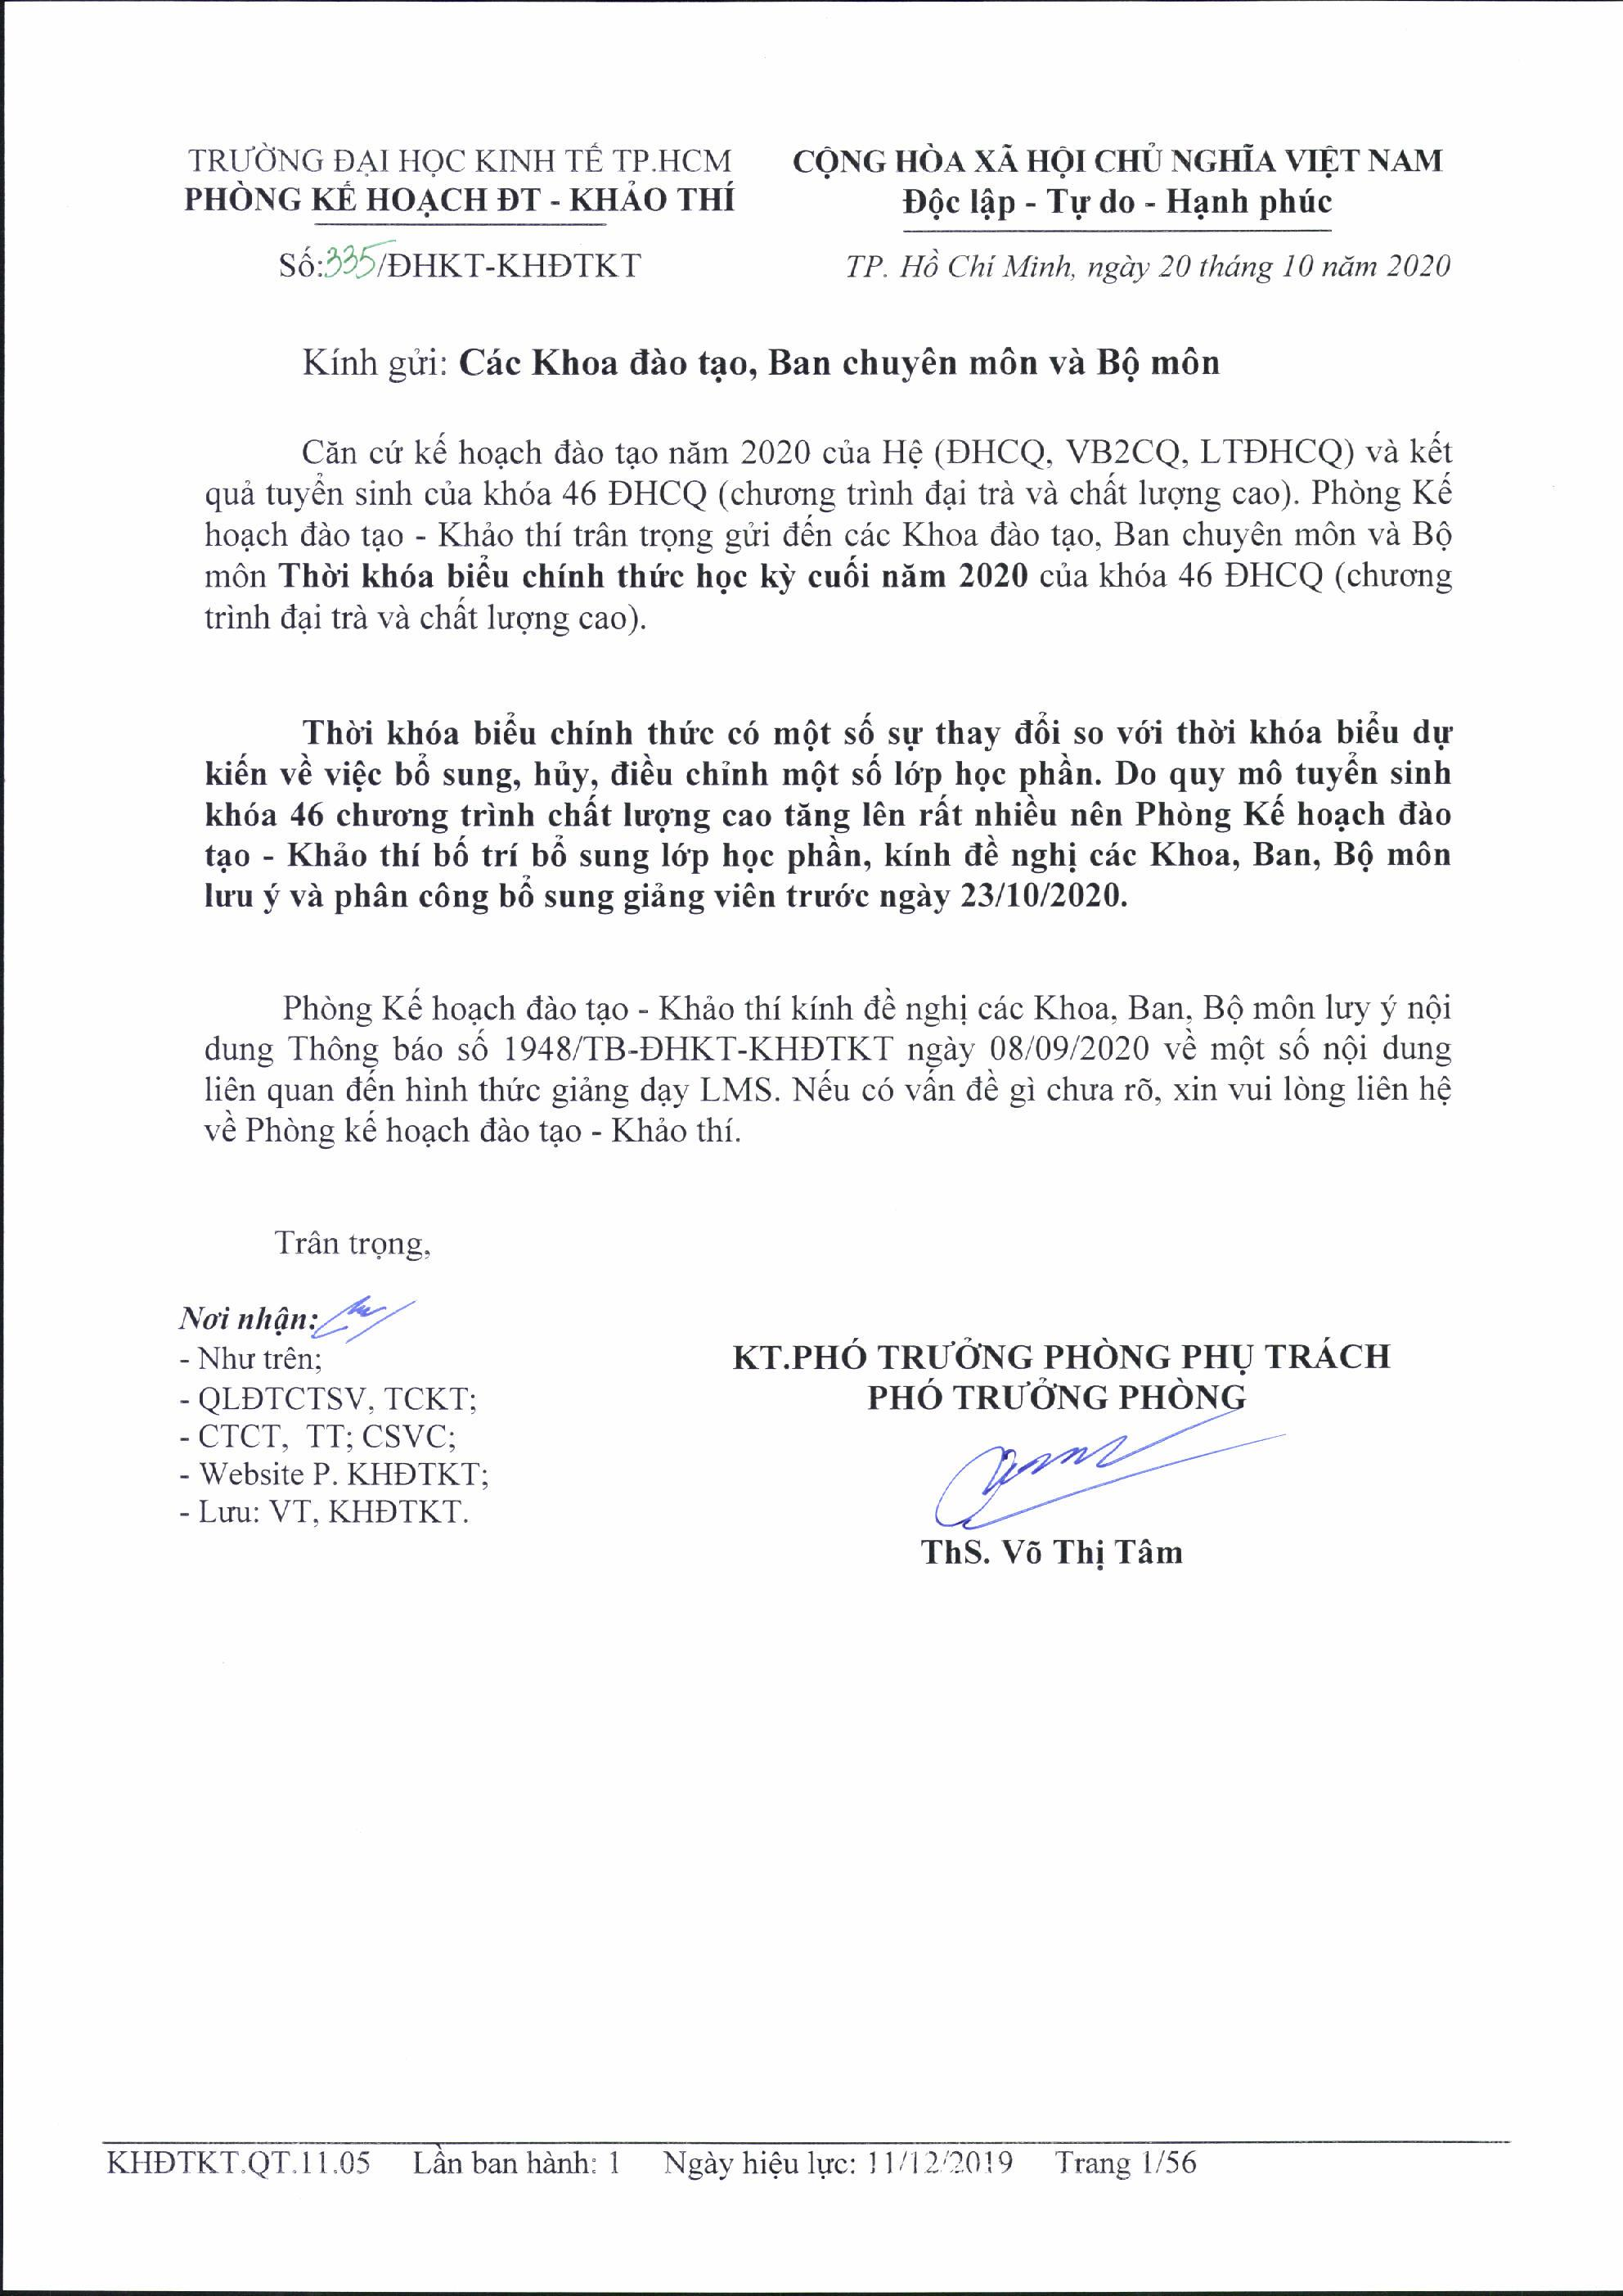 TRƯỜNG ĐẠI HỌC KINH TẾ TP.HCM
PHÒNG KẾ HOẠCH ĐT - KHẢO THÍ
Số:335/ĐHKT-KHĐTKT
CỘNG HÒA XÃ HỘI CHỦ NGHĨA VIỆT NAM
Độc lập - Tự do - Hạnh phúc
TP. Hồ Chí Minh, ngày 20 tháng 10 năm 2020
Kính gửi: Các Khoa đào tạo, Ban chuyên môn và Bộ môn
Căn cứ kế hoạch đào tạo năm 2020 của Hệ (ĐHCQ, VB2CQ, LTĐHCQ) và kết
quả tuyển sinh của khóa 46 ĐHCQ (chương trình đại trà và chất lượng cao). Phòng Kế
hoạch đào tạo - Khảo thí trân trọng gửi đến các Khoa đào tạo, Ban chuyên môn và Bộ
môn Thời khóa biểu chính thức học kỳ cuối năm 2020 của khóa 46 ĐHCQ (chương
trình đại trà và chất lượng cao).
Thời khóa biểu chính thức có một số sự thay đổi so với thời khóa biểu dự
kiến về việc bổ sung, hủy, điều chỉnh một số lớp học phần. Do quy mô tuyển sinh
khóa 46 chương trình chất lượng cao tăng lên rất nhiều nên Phòng Kế hoạch đào
tạo - Khảo thí bố trí bổ sung lớp học phần, kính đề nghị các Khoa, Ban, Bộ môn
lưu ý và phân công bổ sung giảng viên trước ngày 23/10/2020.
Phòng Kế hoạch đào tạo - Khảo thí kính đề nghị các Khoa, Ban, Bộ môn lưy ý nội
dung Thông báo số 1948/TB-ĐHKT-KHĐTKT ngày 08/09/2020 về một số nội dung
liên quan đến hình thức giảng dạy LMS. Nếu có vấn đề gì chưa rõ, xin vui lòng liên hệ
về Phòng kế hoạch đào tạo - Khảo thí.
Trân trọng,
Nơi nhận:
- Như trên;
- QLĐTCTSV, TCKT;
- CTCT, TT; CSVC;
- Website P. KHĐTKT;
- Lưu: VT, KHĐTKT.
KT.PHÓ TRƯỞNG PHÒNG PHỤ TRÁCH
PHÓ TRƯỞNG PHÒNG
ThS. Võ Thị Tâm
KHĐTKT.QT.11.05 Lần ban hành: 1 Ngày hiệu lực: 11/12/2019 Trang 1/56